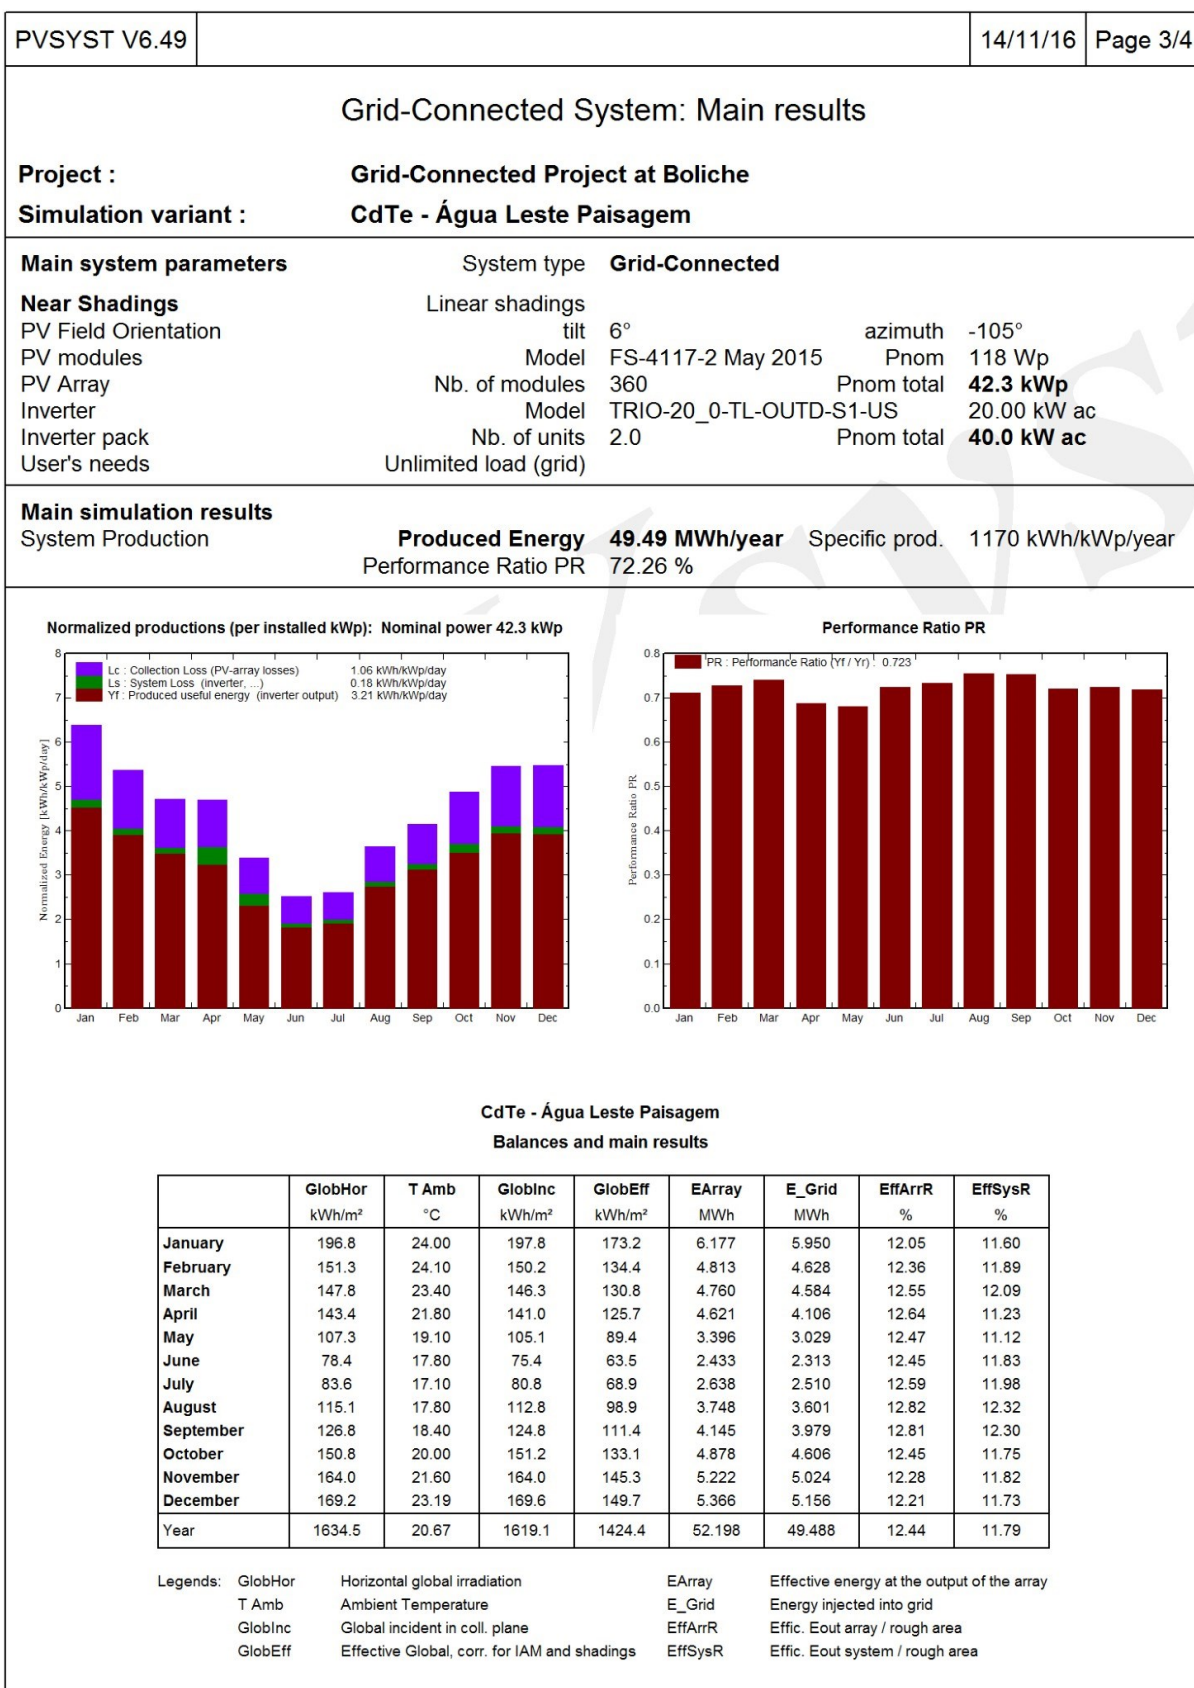 PVSYST V6.49 14/11/16 Page 3/4
Grid-Connected System: Main results
Project : Grid-Connected Project at Boliche
Simulation variant : CdTe - Água Leste Paisagem
Main system parameters System type Grid-Connected
Near Shadings Linear shadings
PV Field Orientation tilt 6° azimuth -105°
PV modules Model FS-4117-2 May 2015 Pnom 118 Wp
PV Array Nb. of modules 360 Pnom total 42.3 kWp
Inverter Model TRIO-20_0-TL-OUTD-S1-US 20.00 kW ac
Inverter pack Nb. of units 2.0 Pnom total 40.0 kW ac
User's needs Unlimited load (grid)
Main simulation results
System Production Produced Energy 49.49 MWh/year Specific prod. 1170 kWh/kWp/year
Performance Ratio PR 72.26 %
Normalized productions (per installed kWp): Nominal power 42.3 kWp
Lc : Collection Loss (PV-array losses) 1.06 kWh/kWp/day
Ls : System Loss (inverter, ...) 0.18 kWh/kWp/day
Yf : Produced useful energy (inverter output) 3.21 kWh/kWp/day
Normalized Energy [kWh/kWp/day]
8
7
6
5
4
3
2
1
0
Jan Feb Mar Apr May Jun Jul Aug Sep Oct Nov Dec
Performance Ratio PR
PR : Performance Ratio (Yf / Yr) : 0.723
Performance Ratio PR
0.8
0.7
0.6
0.5
0.4
0.3
0.2
0.1
0.0
Jan Feb Mar Apr May Jun Jul Aug Sep Oct Nov Dec
CdTe - Água Leste Paisagem
Balances and main results
GlobHor T Amb GlobInc GlobEff EArray E_Grid EffArrR EffSysR
kWh/m² °C kWh/m² kWh/m² MWh MWh % %
January 196.8 24.00 197.8 173.2 6.177 5.950 12.05 11.60
February 151.3 24.10 150.2 134.4 4.813 4.628 12.36 11.89
March 147.8 23.40 146.3 130.8 4.760 4.584 12.55 12.09
April 143.4 21.80 141.0 125.7 4.621 4.106 12.64 11.23
May 107.3 19.10 105.1 89.4 3.396 3.029 12.47 11.12
June 78.4 17.80 75.4 63.5 2.433 2.313 12.45 11.83
July 83.6 17.10 80.8 68.9 2.638 2.510 12.59 11.98
August 115.1 17.80 112.8 98.9 3.748 3.601 12.82 12.32
September 126.8 18.40 124.8 111.4 4.145 3.979 12.81 12.30
October 150.8 20.00 151.2 133.1 4.878 4.606 12.45 11.75
November 164.0 21.60 164.0 145.3 5.222 5.024 12.28 11.82
December 169.2 23.19 169.6 149.7 5.366 5.156 12.21 11.73
Year 1634.5 20.67 1619.1 1424.4 52.198 49.488 12.44 11.79
Legends: GlobHor Horizontal global irradiation EArray Effective energy at the output of the array
T Amb Ambient Temperature E_Grid Energy injected into grid
GlobInc Global incident in coll. plane EffArrR Effic. Eout array / rough area
GlobEff Effective Global, corr. for IAM and shadings EffSysR Effic. Eout system / rough area